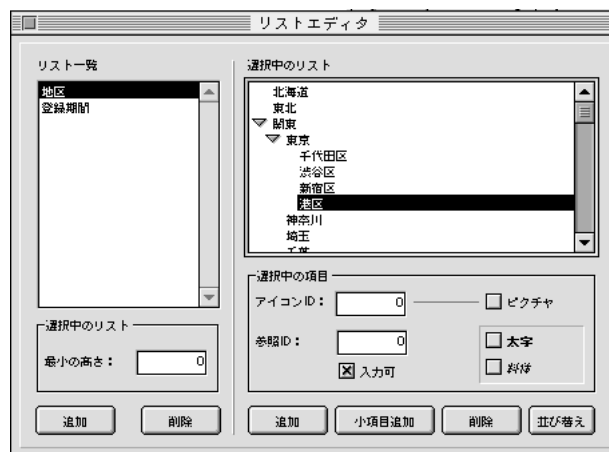 リストエディタ
リスト一覧
地区
登録期間
選択中のリスト
最小の高さ：
0
追加
削除
選択中のリスト
北海道
東北
関東
東京
千代田区
渋谷区
新宿区
港区
神奈川
埼玉
千葉
選択中の項目
アイコンID：
0
ピクチャ
参照ID：
0
太字
入力可
斜体
追加
小項目追加
削除
並び替え